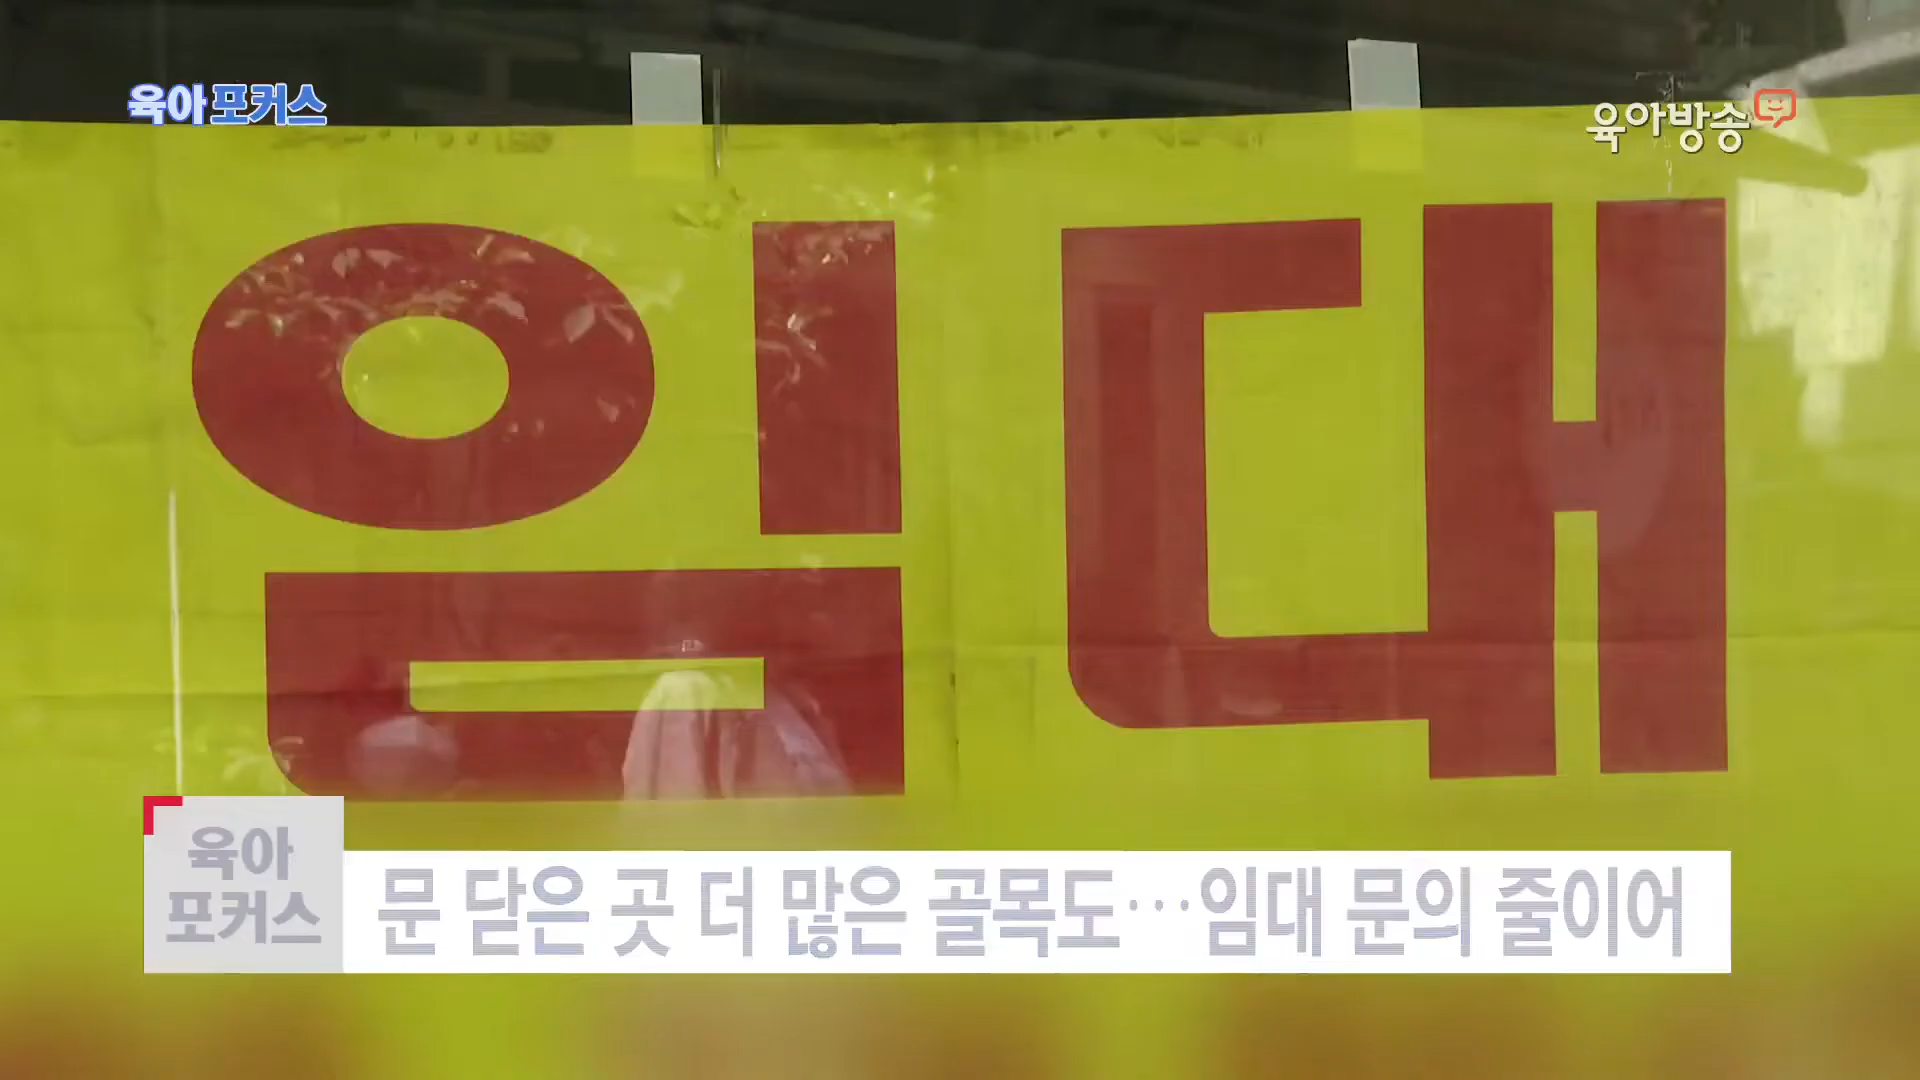 육아포커스
육아방송
임대
육아
포커스
문 닫은 곳 더 많은 골목도…임대 문의 줄이어